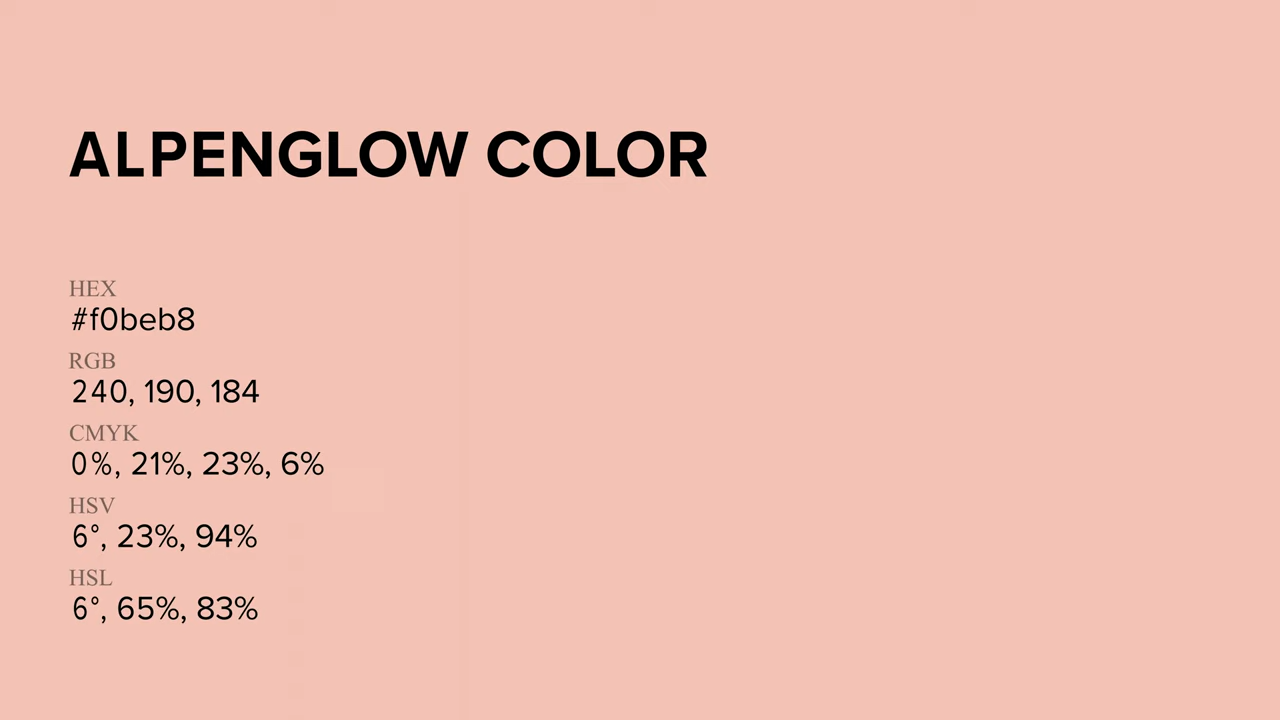 ALPENGLOW COLOR
HEX
#f0beb8
RGB
240, 190, 184
CMYK
0%, 21%, 23%, 6%
HSV
6°, 23%, 94%
HSL
6°, 65%, 83%